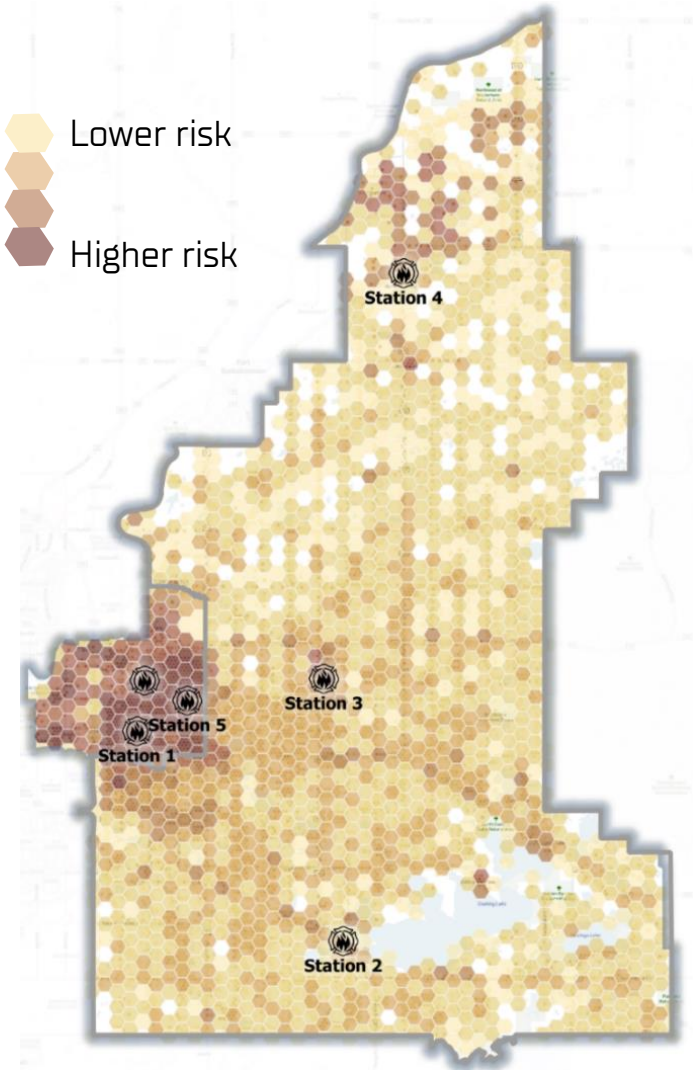 Lower risk
Higher risk
Station 4
Station 3
Station 5
Station 1
Station 2